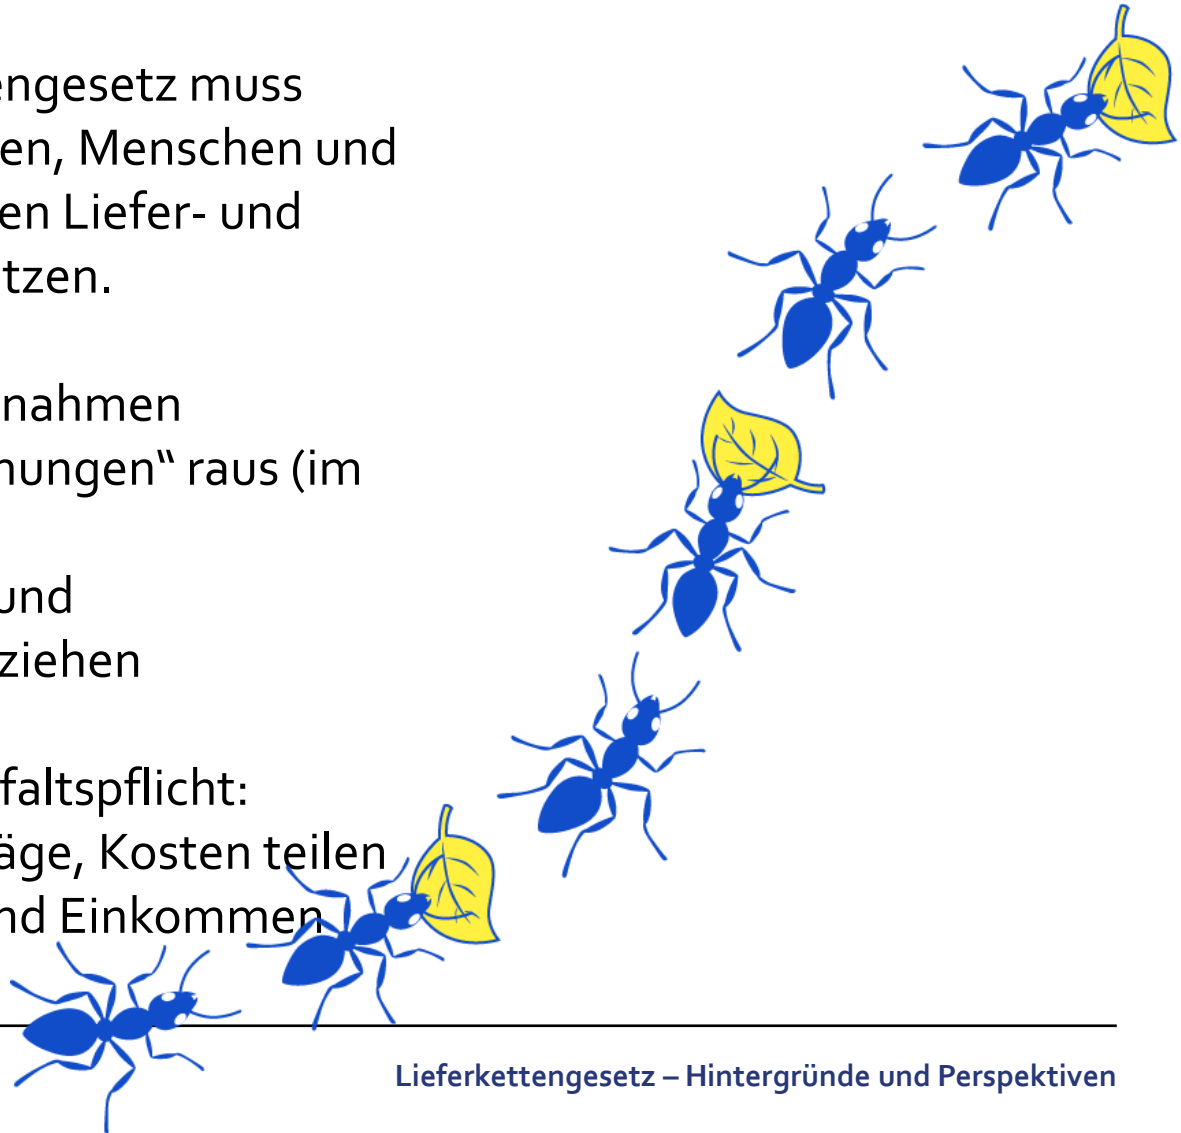 engesetz muss
en, Menschen und
en Liefer- und
tzen.
nahmen
nungen“ raus (im
und
ziehen
faltspflicht:
äge, Kosten teilen
nd Einkommen
Lieferkettengesetz – Hintergründe und Perspektiven